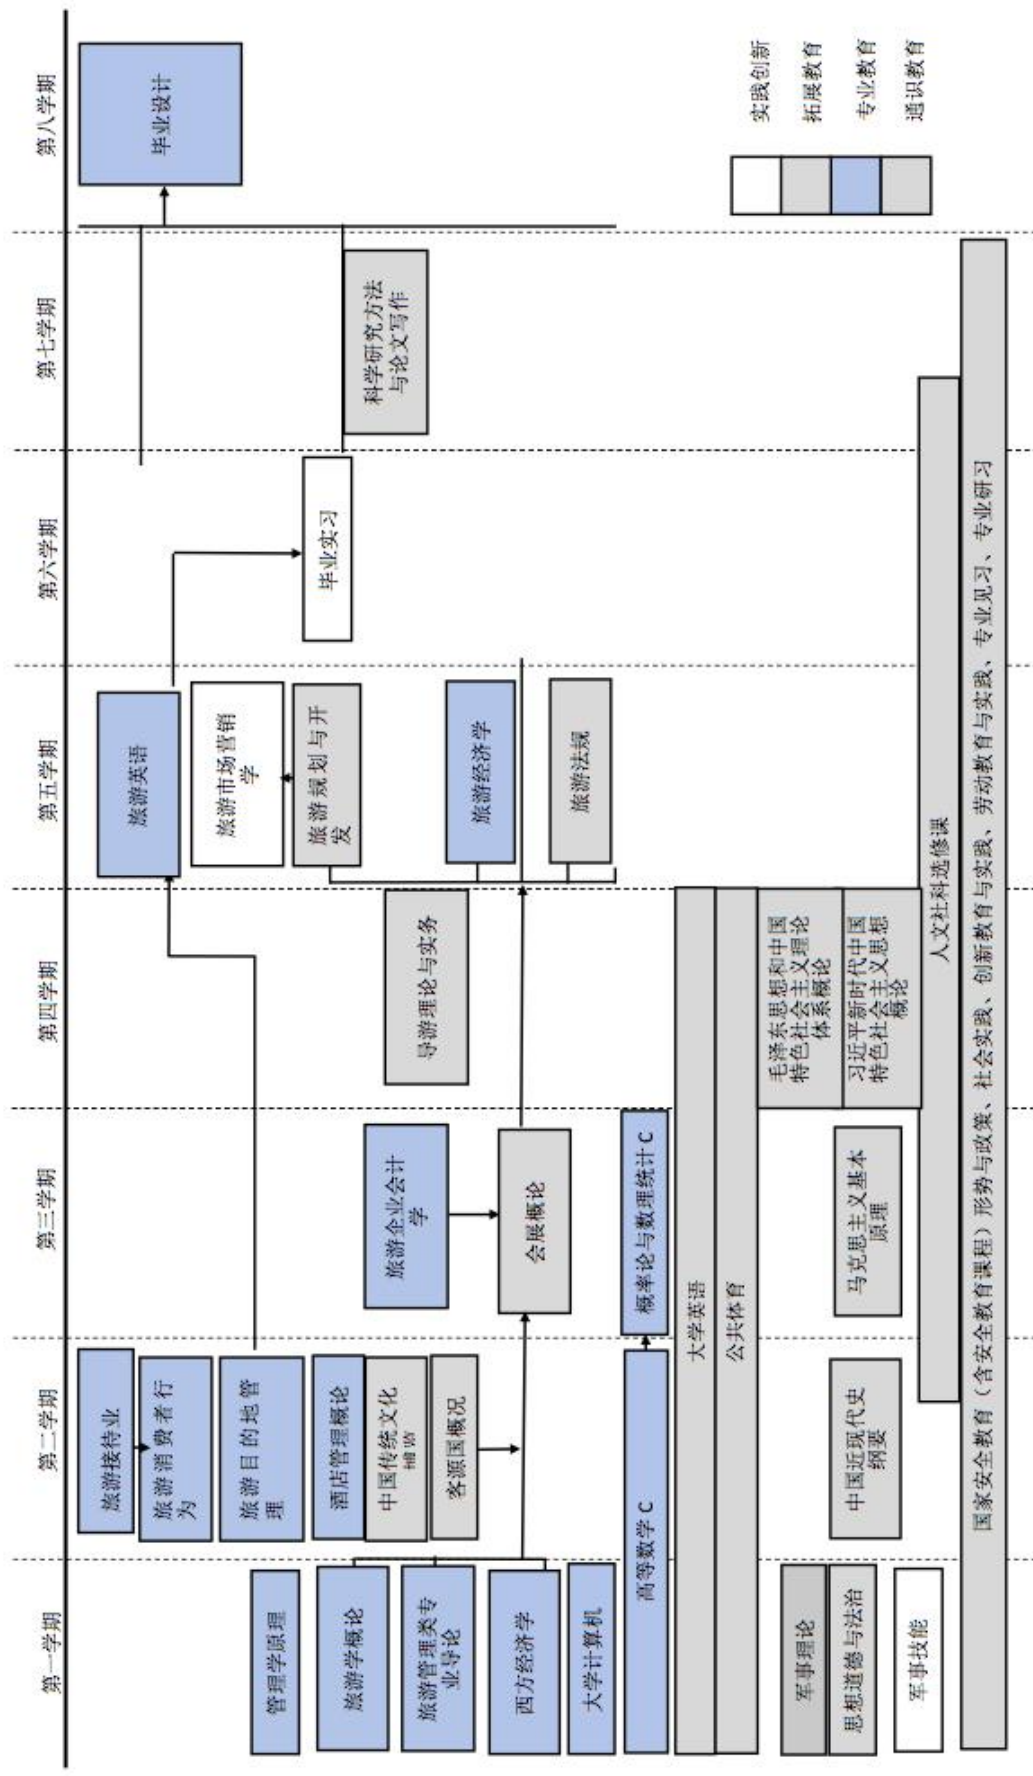 第一学期
第二学期
第三学期
第四学期
第五学期
第六学期
第七学期
第八学期
旅游接待业
旅游消费者行
为
旅游目的地管
理
旅游英语
毕业设计
旅游市场营销
学
旅游规划与开
发
管理学原理
旅游学概论
旅游管理类专
业导论
西方经济学
大学计算机
酒店管理概论
中国传统文化
客源国概况
旅游企业会计
学
会展概论
导游理论与实务
旅游经济学
旅游法规
毕业实习
科学研究方法
与论文写作
高等数学 C
概率论与数理统计 C
大学英语
公共体育
军事理论
思想道德与法治
军事技能
中国近现代史
纲要
马克思主义基本
原理
毛泽东思想和中国
特色社会主义理论
体系概论
习近平新时代中国
特色社会主义思想
概论
人文社科选修课
国家安全教育（含安全教育课程）形势与政策、社会实践、创新教育与实践、劳动教育与实践、专业见习、专业研习
实践创新
拓展教育
专业教育
通识教育